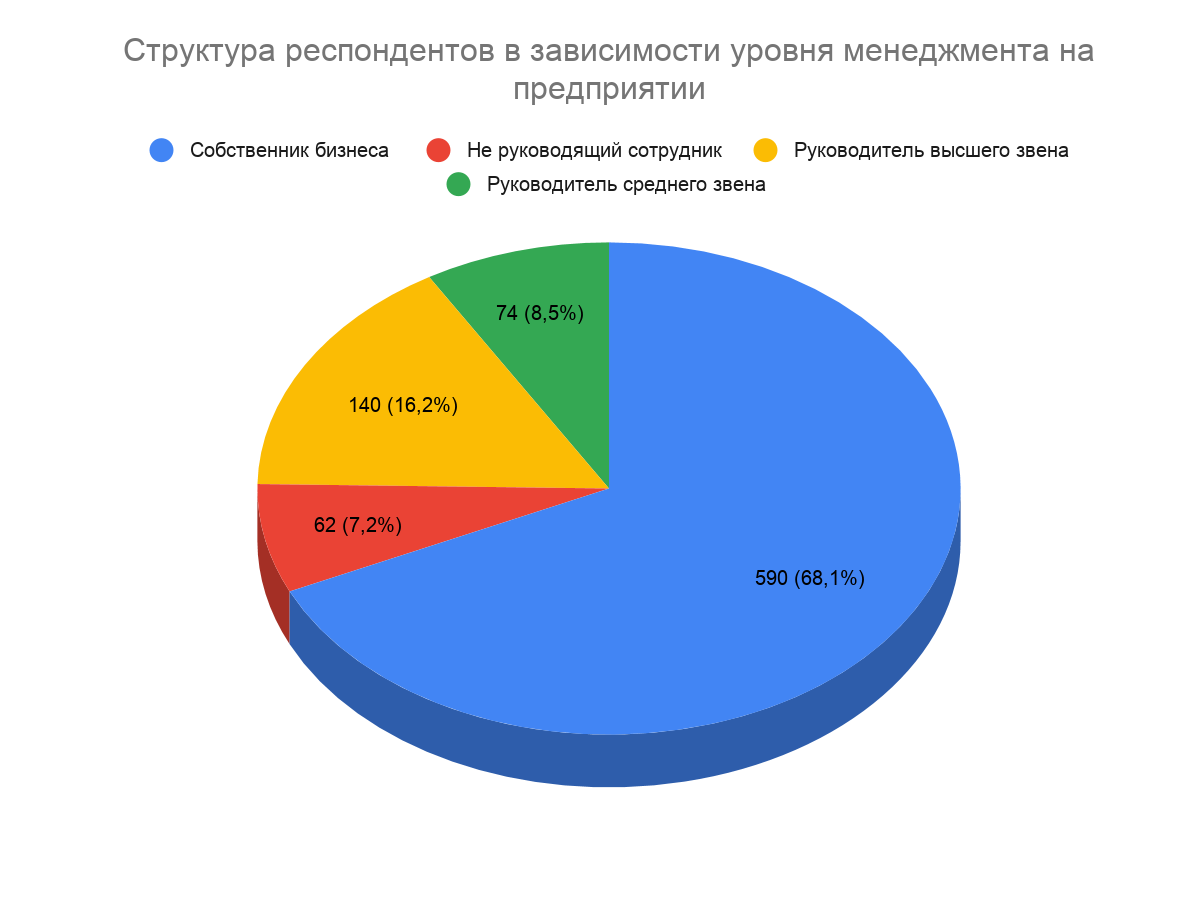 Структура респондентов в зависимости уровня менеджмента на
предприятии
Собственник бизнеса
Не руководящий сотрудник
Руководитель высшего звена
Руководитель среднего звена
74 (8,5%)
140 (16,2%)
62 (7,2%)
590 (68,1%)